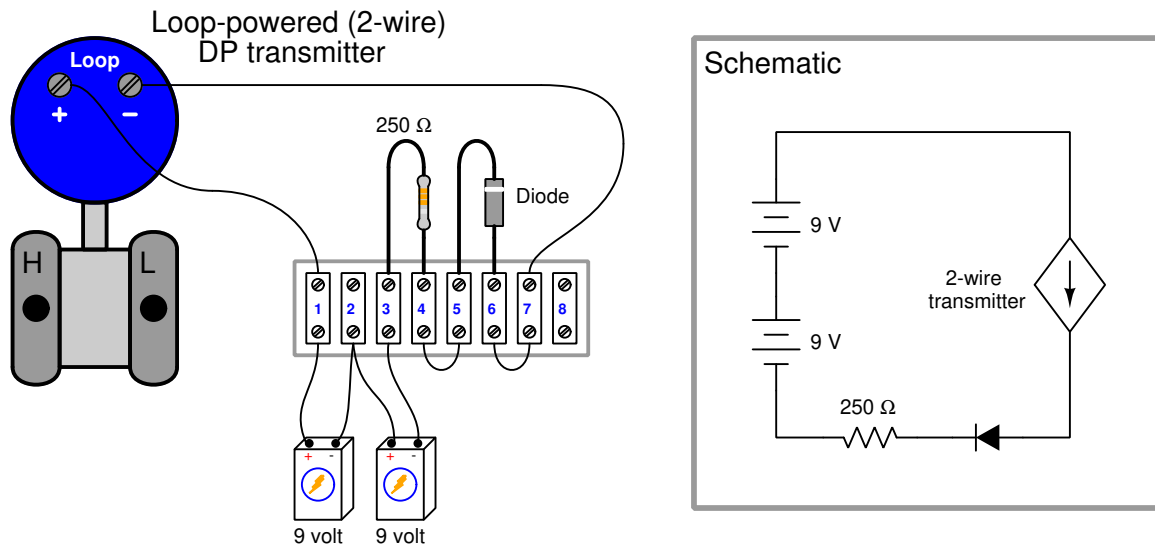 Loop-powered (2-wire)
DP transmitter
Loop
+ −
H L
250 Ω
Diode
1 2 3 4 5 6 7 8
+ - + -
9 volt 9 volt
Schematic
9 V
2-wire
transmitter
9 V
250 Ω